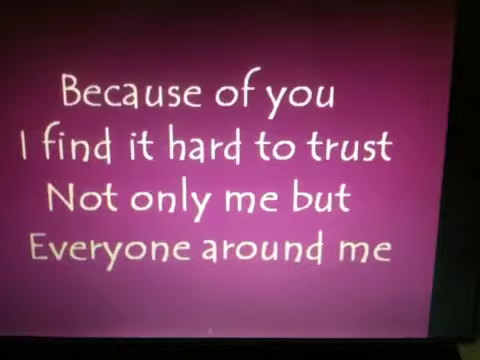 Because of you
I find it hard to trust
Not only me but
Everyone around me